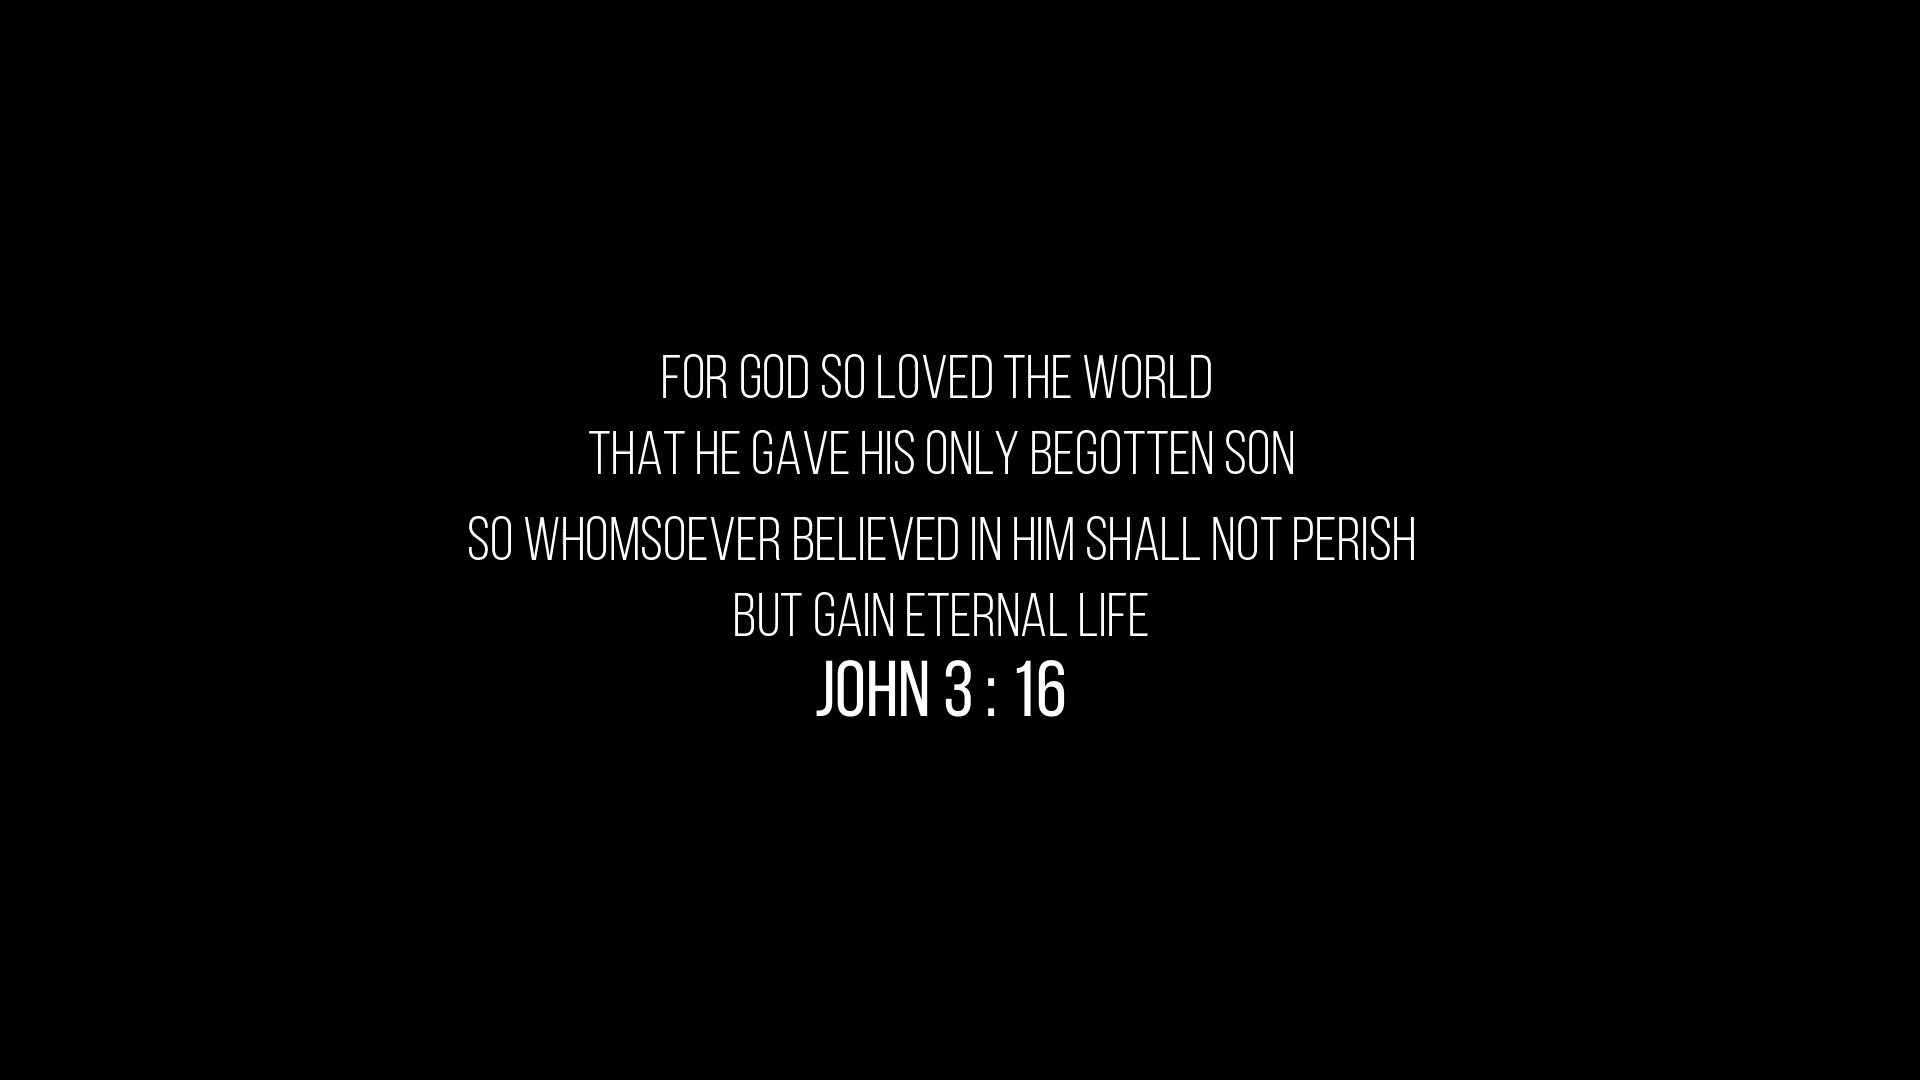 FOR GOD SO LOVED THE WORLD
THAT HE GAVE HIS ONLY BEGOTTEN SON
SO WHOMSOEVER BELIEVED IN HIM SHALL NOT PERISH
BUT GAIN ETERNAL LIFE
JOHN 3 : 16